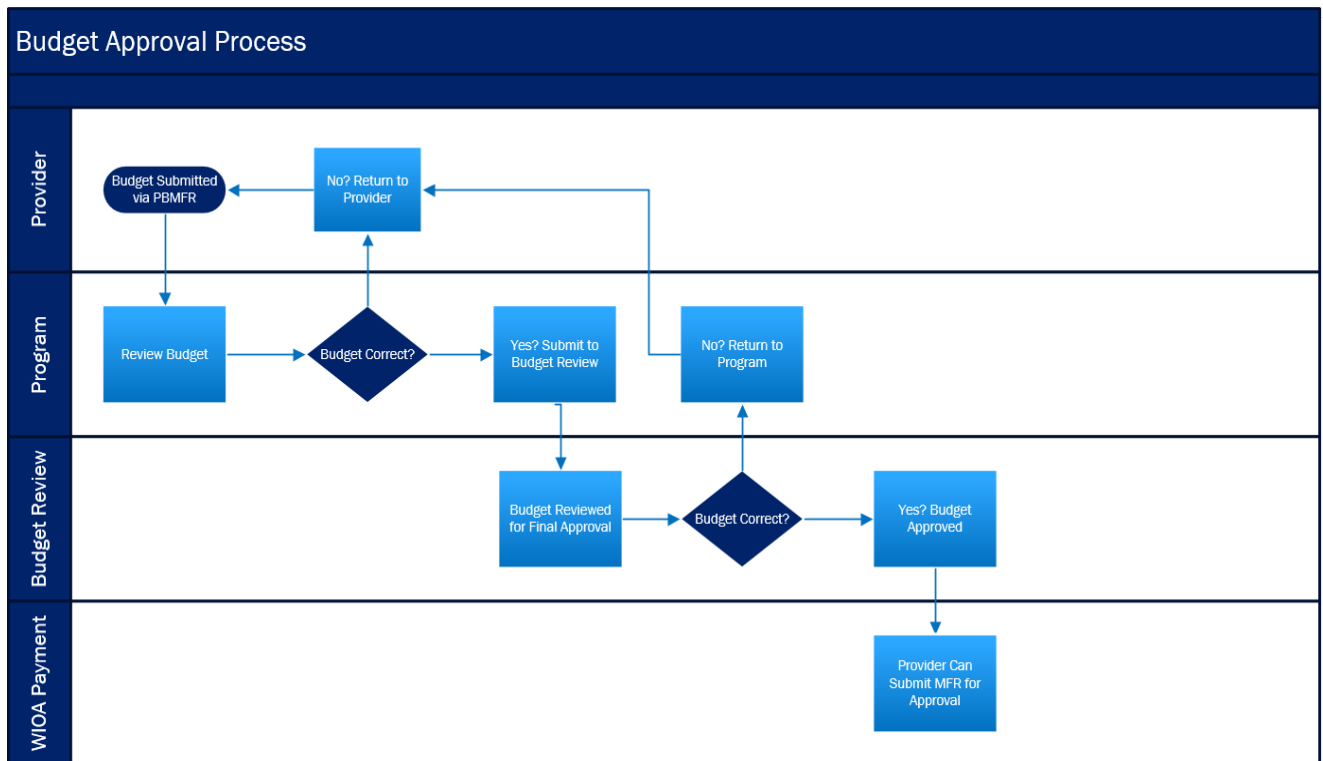 Budget Approval Process
Provider
Budget Submitted
via PBMFR
No? Return to
Provider
Program
Review Budget
Budget Correct?
Yes? Submit to
Budget Review
No? Return to
Program
Budget Review
Budget Reviewed
for Final Approval
Budget Correct?
Yes? Budget
Approved
WIOA Payment
Provider Can
Submit MFR for
Approval